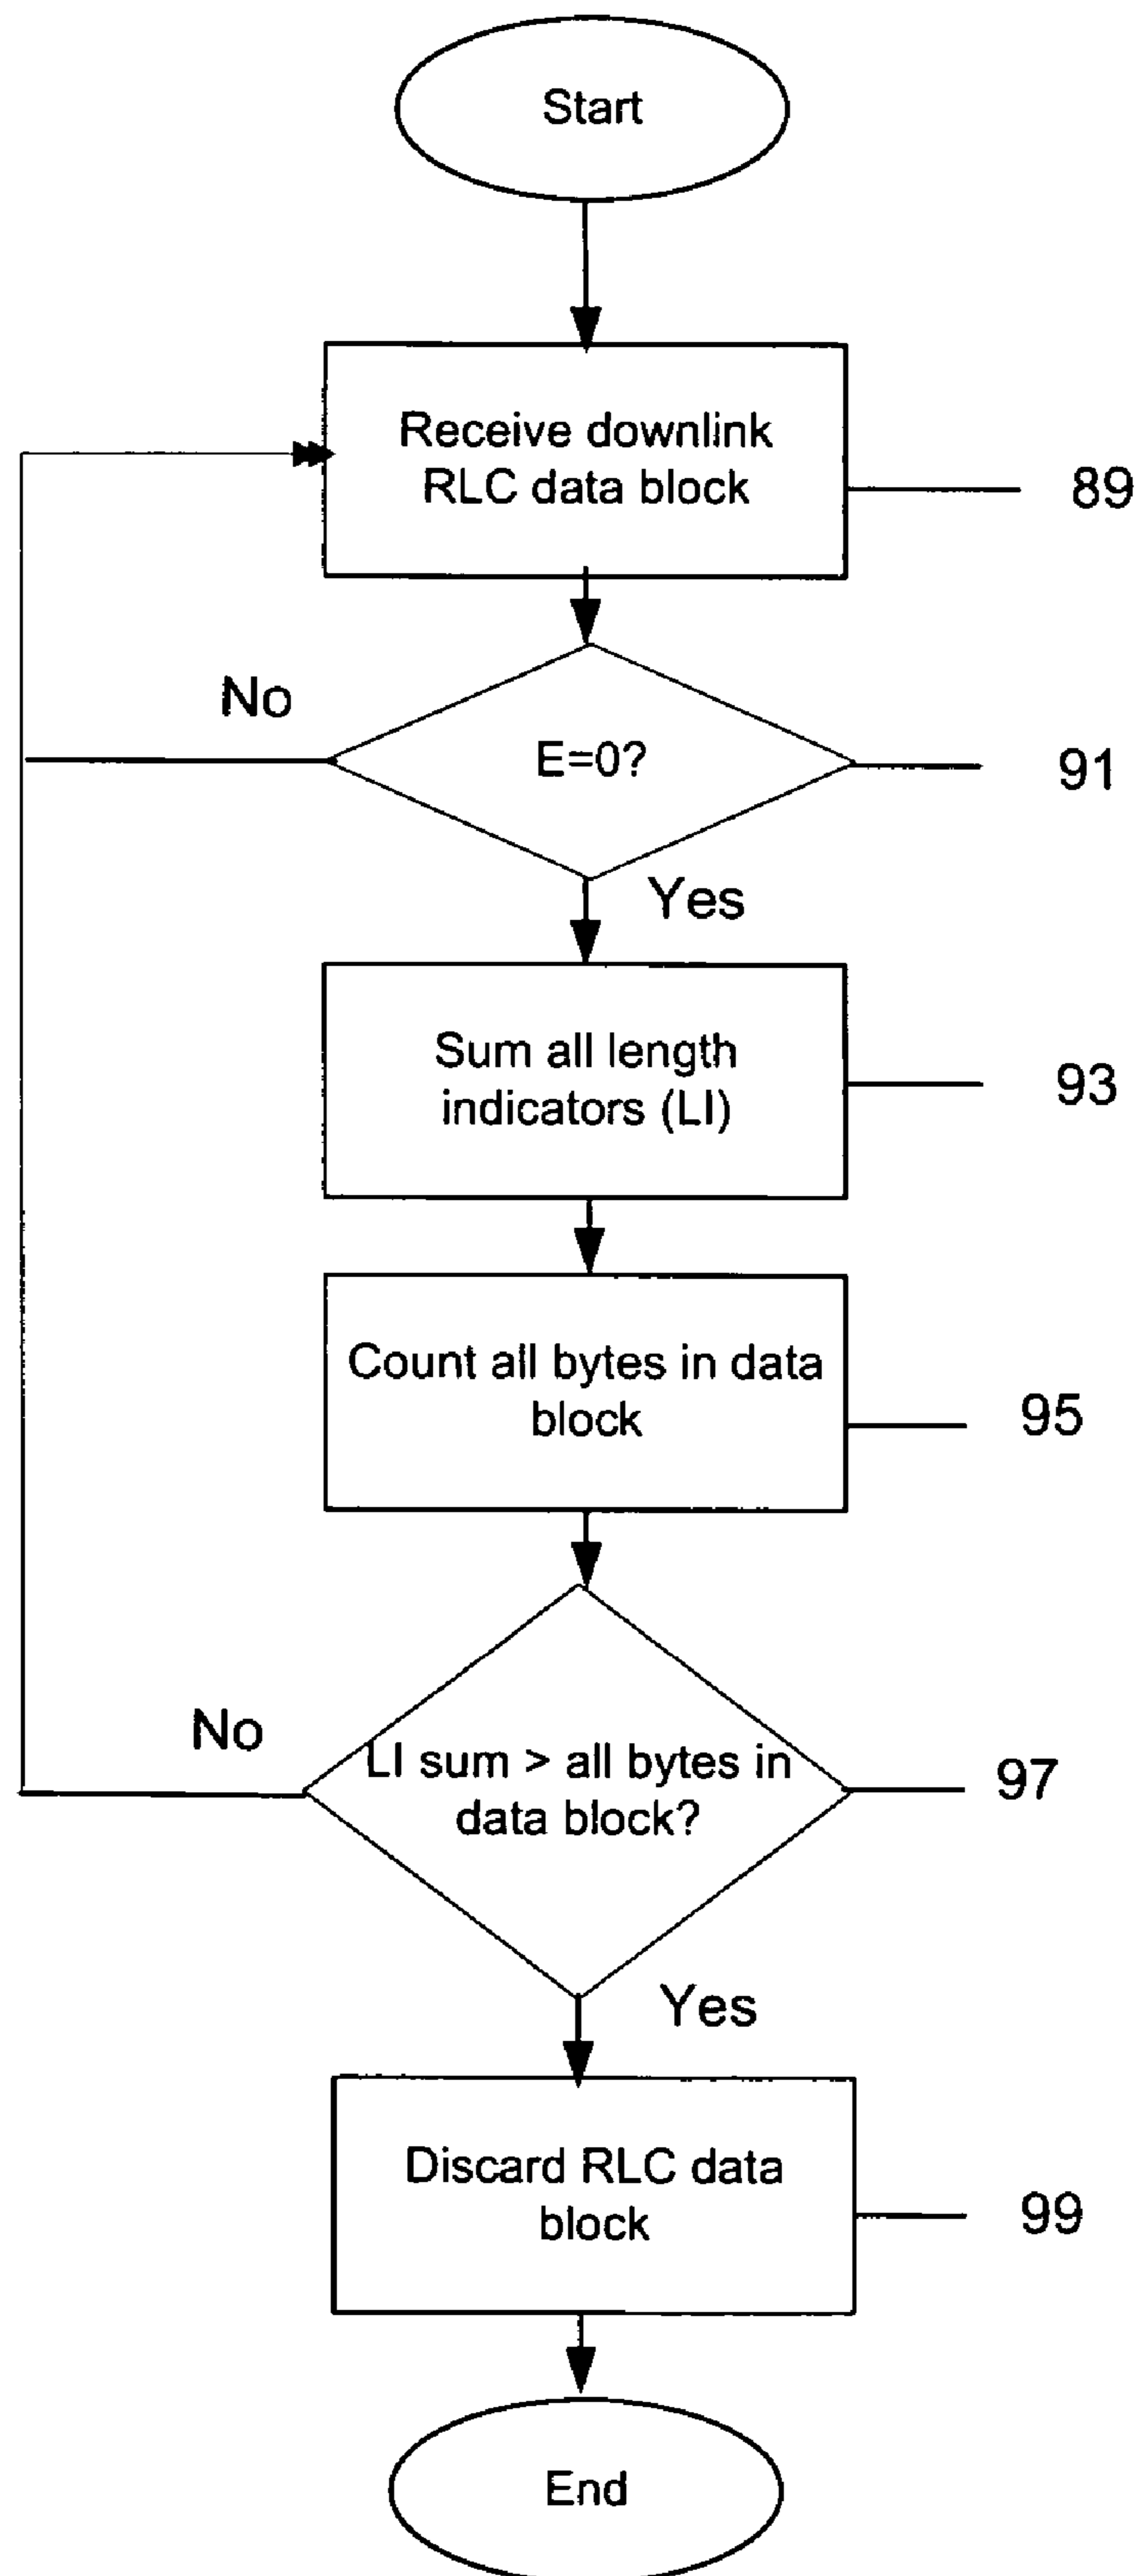 Start
Receive downlink
RLC data block
89
No
E=0?
91
Yes
Sum all length
indicators (LI)
93
Count all bytes in data
block
95
No
LI sum > all bytes in
data block?
97
Yes
Discard RLC data
block
99
End